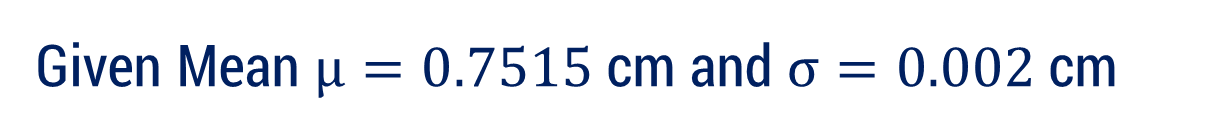 Given Mean μ = 0.7515 cm and σ = 0.002 cm